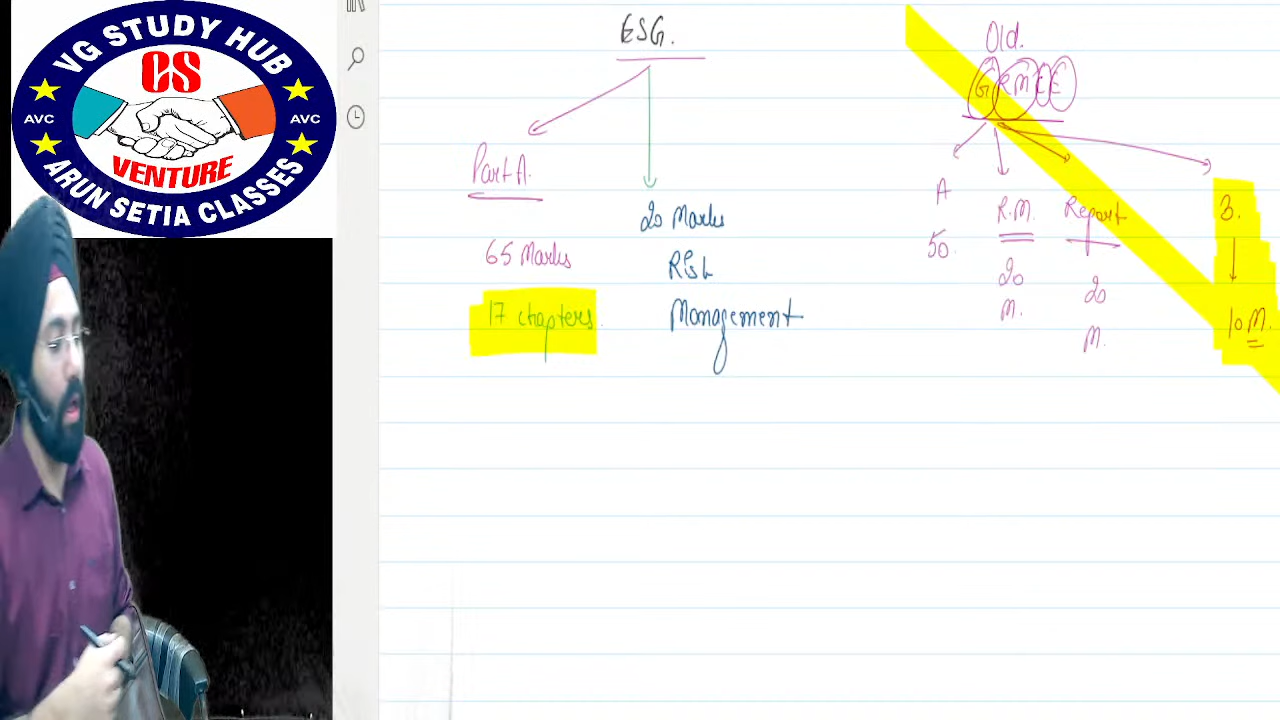 VG STUDY HUB
CS
AVC
AVC
VENTURE
ARUN SETIA CLASSES
ESG.
Part A.
65 Marks
17 chapters.
20 Marks
Risk
Management
Old.
G RM E E
A
50.
R.M.
20
M.
Report
20
M.
3.
10 M.